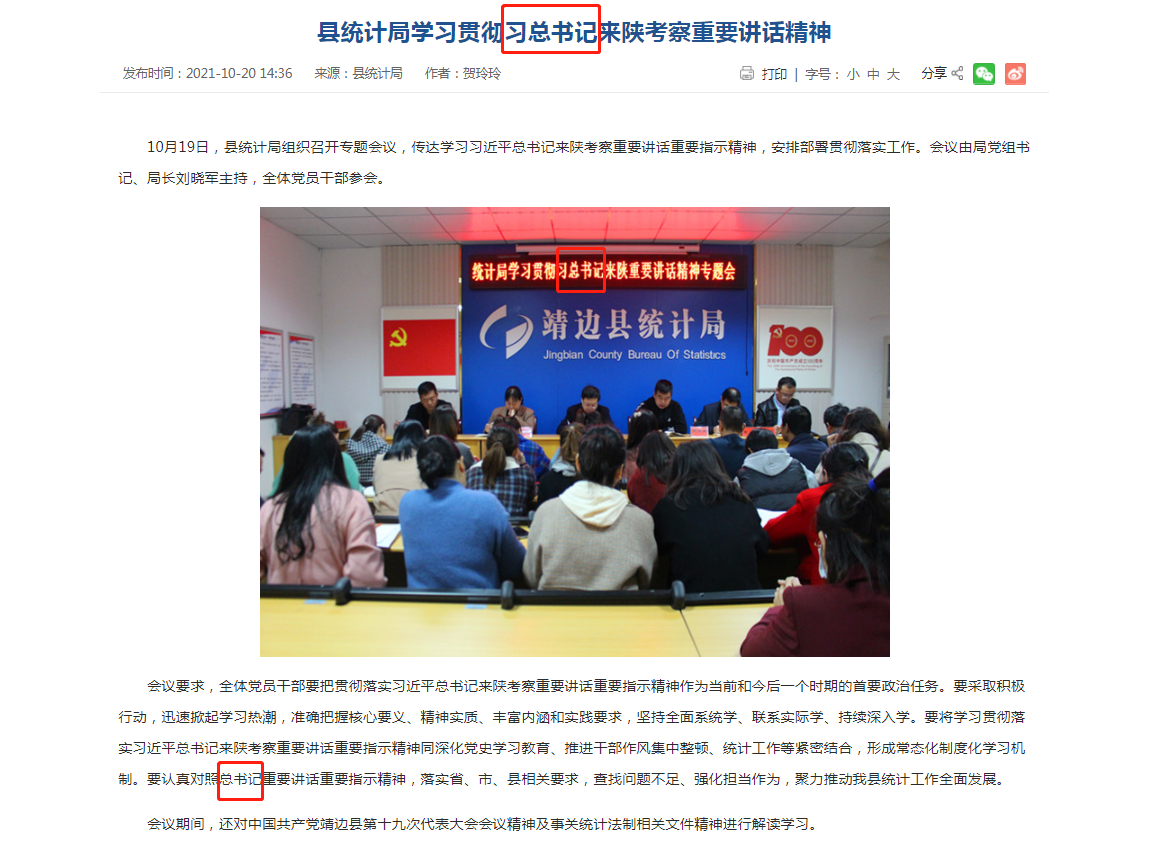 县统计局学习贯彻习总书记来陕考察重要讲话精神
发布时间：2021-10-20 14:36 来源：县统计局 作者：贺玲玲 打印 | 字号： 小 中 大 分享
10月19日，县统计局组织召开专题会议，传达学习习近平总书记来陕考察重要讲话重要指示精神，安排部署贯彻落实工作。会议由局党组书
记、局长刘晓军主持，全体党员干部参会。
统计局学习贯彻习总书记来陕重要讲话精神专题会
靖边县统计局
Jingbian County Bureau Of Statistics
100
会议要求，全体党员干部要把贯彻落实习近平总书记来陕考察重要讲话重要指示精神作为当前和今后一个时期的首要政治任务。要采取积极
行动，迅速掀起学习热潮，准确把握核心要义、精神实质、丰富内涵和实践要求，坚持全面系统学、联系实际学、持续深入学。要将学习贯彻落
实习近平总书记来陕考察重要讲话重要指示精神同深化党史学习教育、推进干部作风集中整顿、统计工作等紧密结合，形成常态化制度化学习机
制。要认真对照总书记重要讲话重要指示精神，落实省、市、县相关要求，查找问题不足、强化担当作为，聚力推动我县统计工作全面发展。
会议期间，还对中国共产党靖边县第十九次代表大会会议精神及事关统计法制相关文件精神进行解读学习。